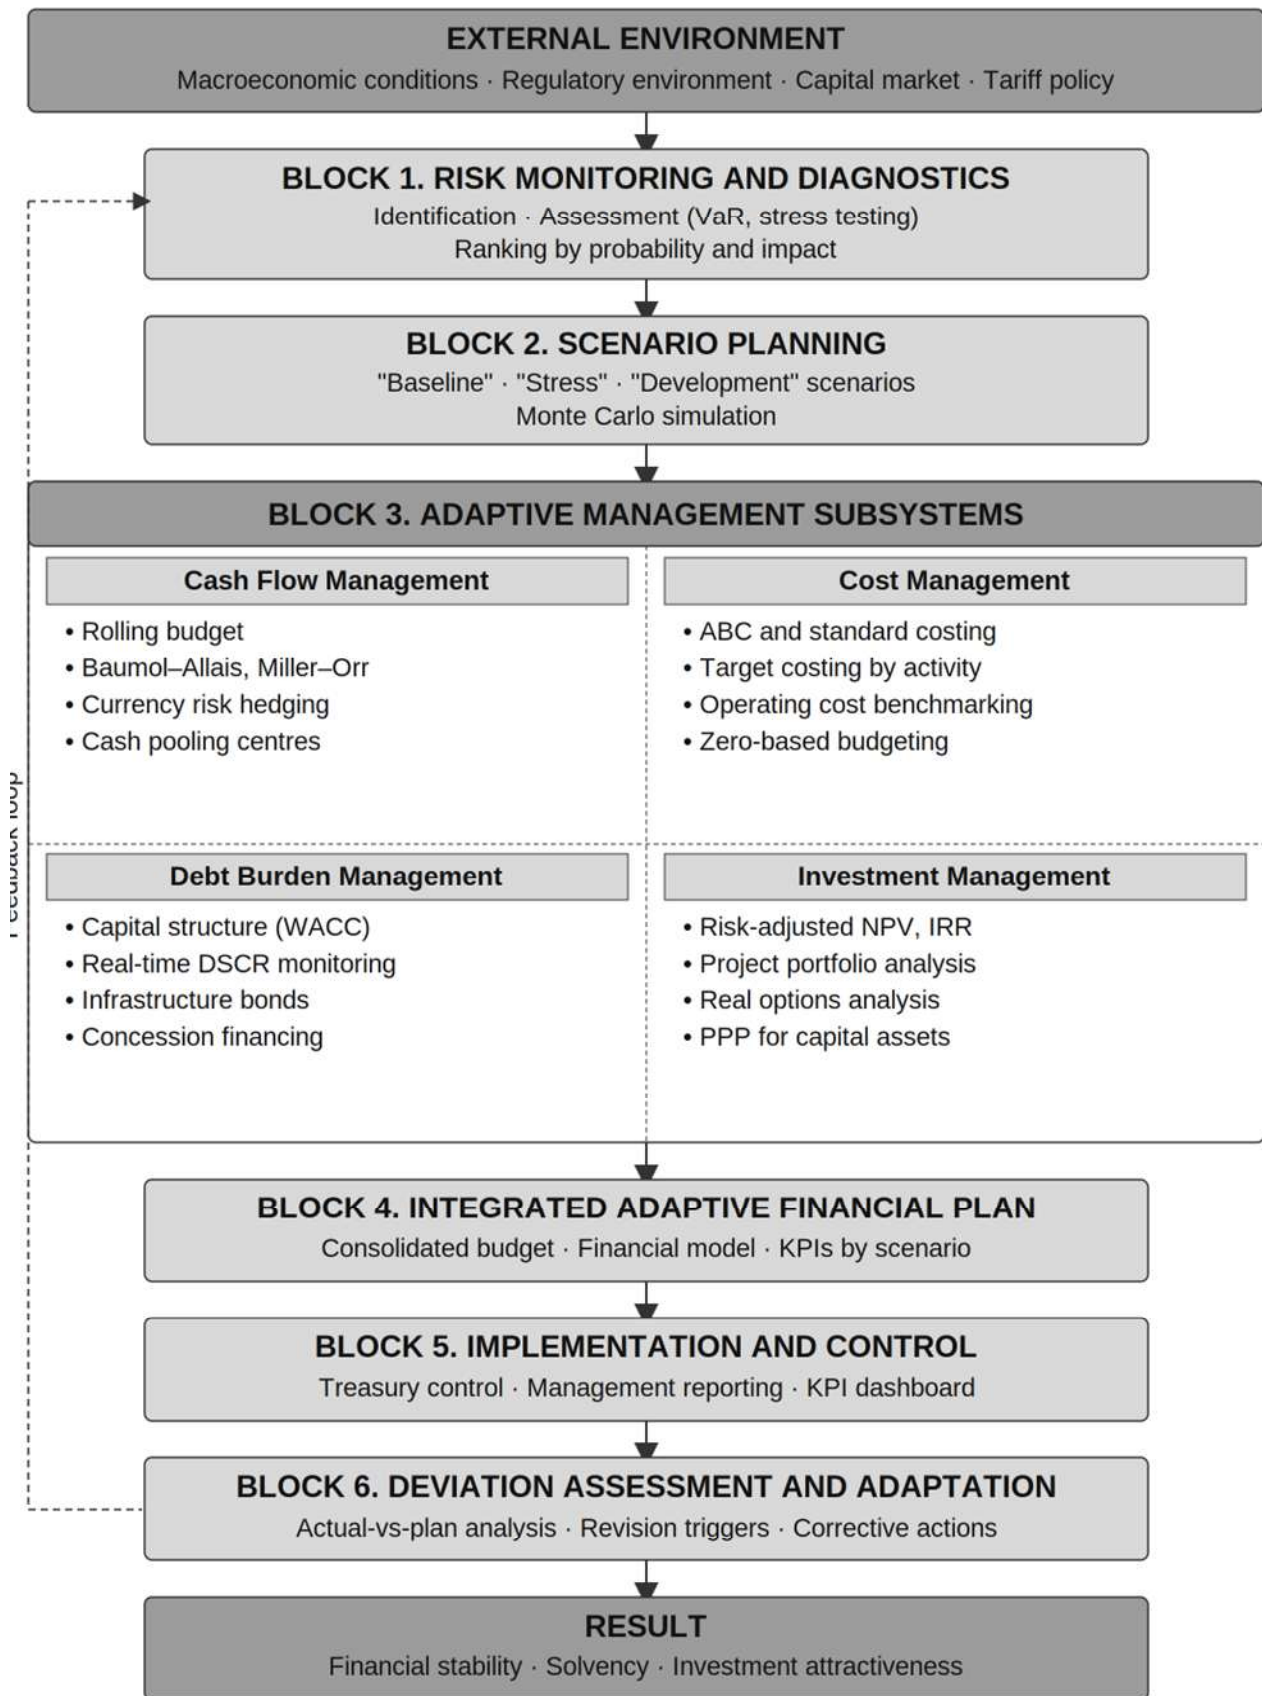 EXTERNAL ENVIRONMENT
Macroeconomic conditions · Regulatory environment · Capital market · Tariff policy
BLOCK 1. RISK MONITORING AND DIAGNOSTICS
Identification · Assessment (VaR, stress testing)
Ranking by probability and impact
BLOCK 2. SCENARIO PLANNING
"Baseline" · "Stress" · "Development" scenarios
Monte Carlo simulation
BLOCK 3. ADAPTIVE MANAGEMENT SUBSYSTEMS
Cash Flow Management
• Rolling budget
• Baumol–Allais, Miller–Orr
• Currency risk hedging
• Cash pooling centres
Cost Management
• ABC and standard costing
• Target costing by activity
• Operating cost benchmarking
• Zero-based budgeting
Feedback loop
Debt Burden Management
• Capital structure (WACC)
• Real-time DSCR monitoring
• Infrastructure bonds
• Concession financing
Investment Management
• Risk-adjusted NPV, IRR
• Project portfolio analysis
• Real options analysis
• PPP for capital assets
BLOCK 4. INTEGRATED ADAPTIVE FINANCIAL PLAN
Consolidated budget · Financial model · KPIs by scenario
BLOCK 5. IMPLEMENTATION AND CONTROL
Treasury control · Management reporting · KPI dashboard
BLOCK 6. DEVIATION ASSESSMENT AND ADAPTATION
Actual-vs-plan analysis · Revision triggers · Corrective actions
RESULT
Financial stability · Solvency · Investment attractiveness